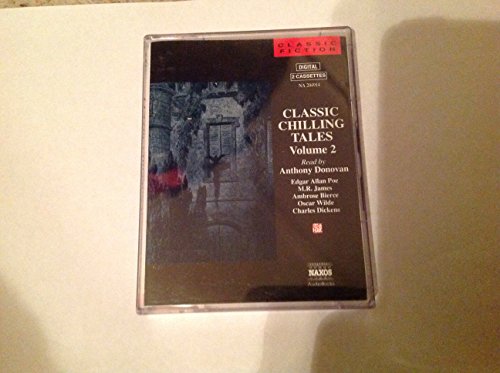 CLASSIC
FICTION
DIGITAL
2 CASSETTES
CLASSIC
CHILLING
TALES
Volume 2
Read by
Anthony Donovan
Edgar Allan Poe
M.R. James
Ambrose Bierce
Oscar Wilde
Charles Dickens
NAXOS
AudioBooks